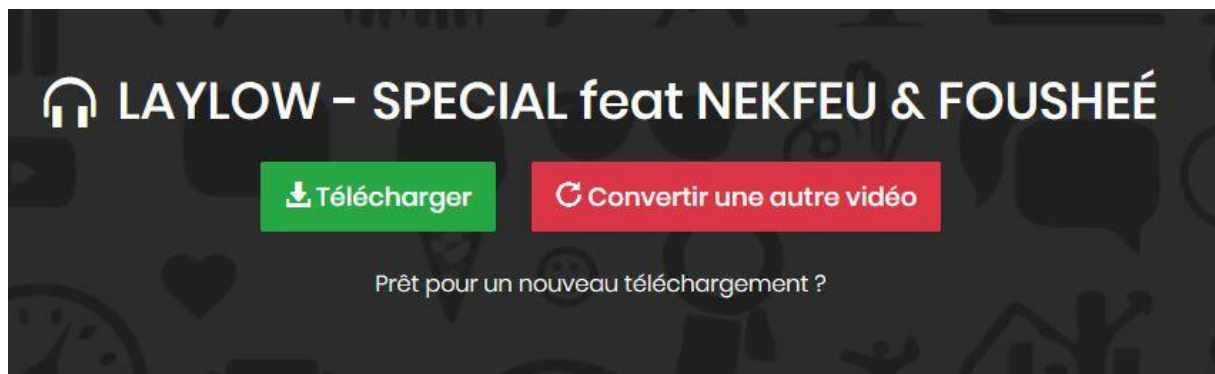 LAYLOW - SPECIAL feat NEKFEU & FOUSHEÉ
Télécharger
Convertir une autre vidéo
Prêt pour un nouveau téléchargement ?